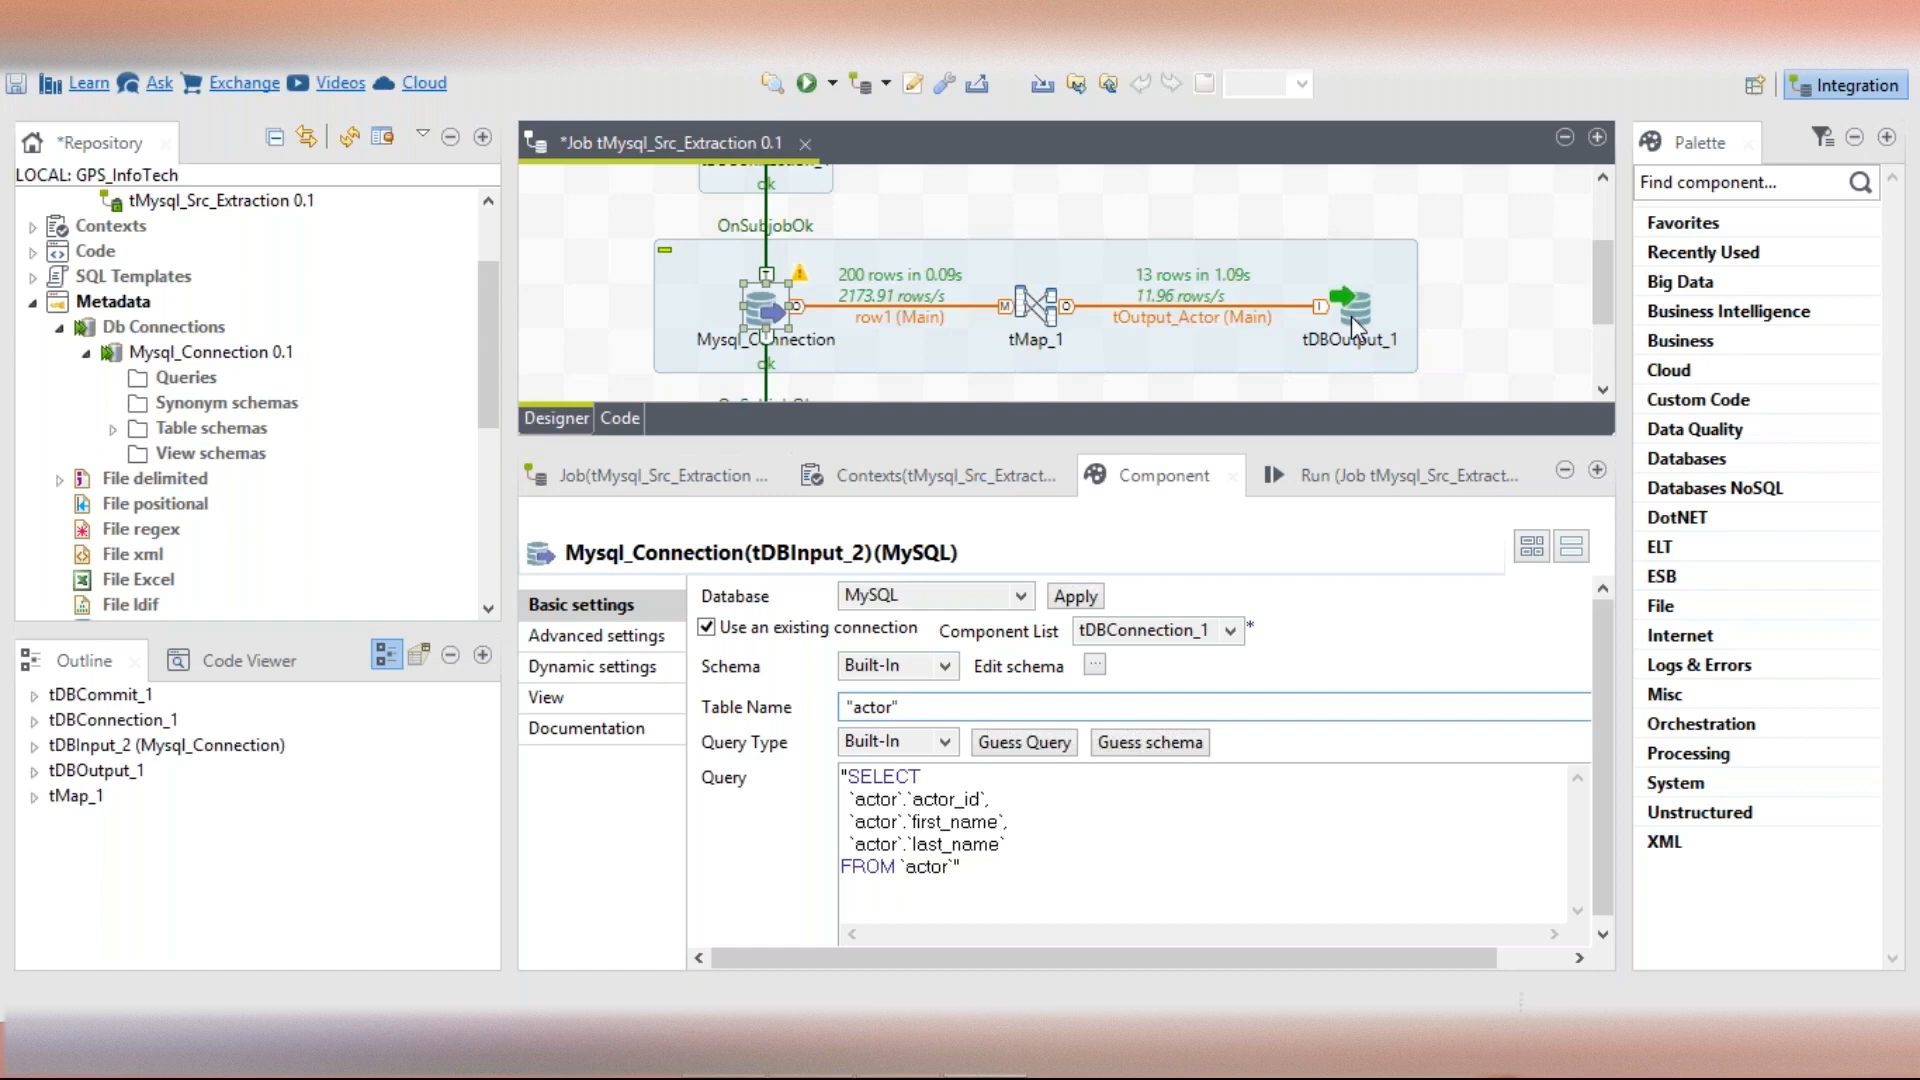 Learn Ask Exchange Videos Cloud
Integration
*Repository
LOCAL: GPS_InfoTech
tMysql_Src_Extraction 0.1
Contexts
Code
SQL Templates
Metadata
Db Connections
Mysql_Connection 0.1
Queries
Synonym schemas
Table schemas
View schemas
File delimited
File positional
File regex
File xml
File Excel
File ldif
Outline
Code Viewer
tDBCommit_1
tDBConnection_1
tDBInput_2 (Mysql_Connection)
tDBOutput_1
tMap_1
*Job tMysql_Src_Extraction 0.1
ok
OnSubjobOk
T
200 rows in 0.09s
2173.91 rows/s
row1 (Main)
M
O
13 rows in 1.09s
11.96 rows/s
tOutput_Actor (Main)
I
Mysql_Connection
tMap_1
tDBOutput_1
ok
Designer Code
Job(tMysql_Src_Extraction ...
Contexts(tMysql_Src_Extract...
Component
Run (Job tMysql_Src_Extract...
Mysql_Connection(tDBInput_2)(MySQL)
Basic settings
Advanced settings
Dynamic settings
View
Documentation
Database MySQL Apply
Use an existing connection Component List tDBConnection_1 *
Schema Built-In Edit schema ...
Table Name "actor"
Query Type Built-In Guess Query Guess schema
Query
"SELECT
`actor`.`actor_id`,
`actor`.`first_name`,
`actor`.`last_name`
FROM `actor`"
Palette
Find component...
Favorites
Recently Used
Big Data
Business Intelligence
Business
Cloud
Custom Code
Data Quality
Databases
Databases NoSQL
DotNET
ELT
ESB
File
Internet
Logs & Errors
Misc
Orchestration
Processing
System
Unstructured
XML